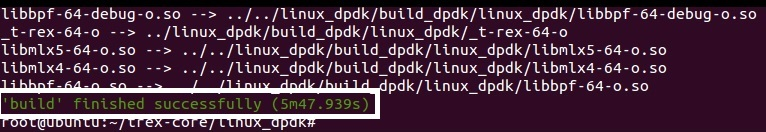 libbpf-64-debug-o.so --> ../../linux_dpdk/build_dpdk/linux_dpdk/libbpf-64-debug-o.so
_t-rex-64-o --> ../linux_dpdk/build_dpdk/linux_dpdk/_t-rex-64-o
libmlx5-64-o.so --> ../../linux_dpdk/build_dpdk/linux_dpdk/libmlx5-64-o.so
libmlx4-64-o.so --> ../../linux_dpdk/build_dpdk/linux_dpdk/libmlx4-64-o.so
libbpf-64-o.so --> ../../linux_dpdk/build_dpdk/linux_dpdk/libbpf-64-o.so
'build' finished successfully (5m47.939s)
root@ubuntu:~/trex-core/linux_dpdk#